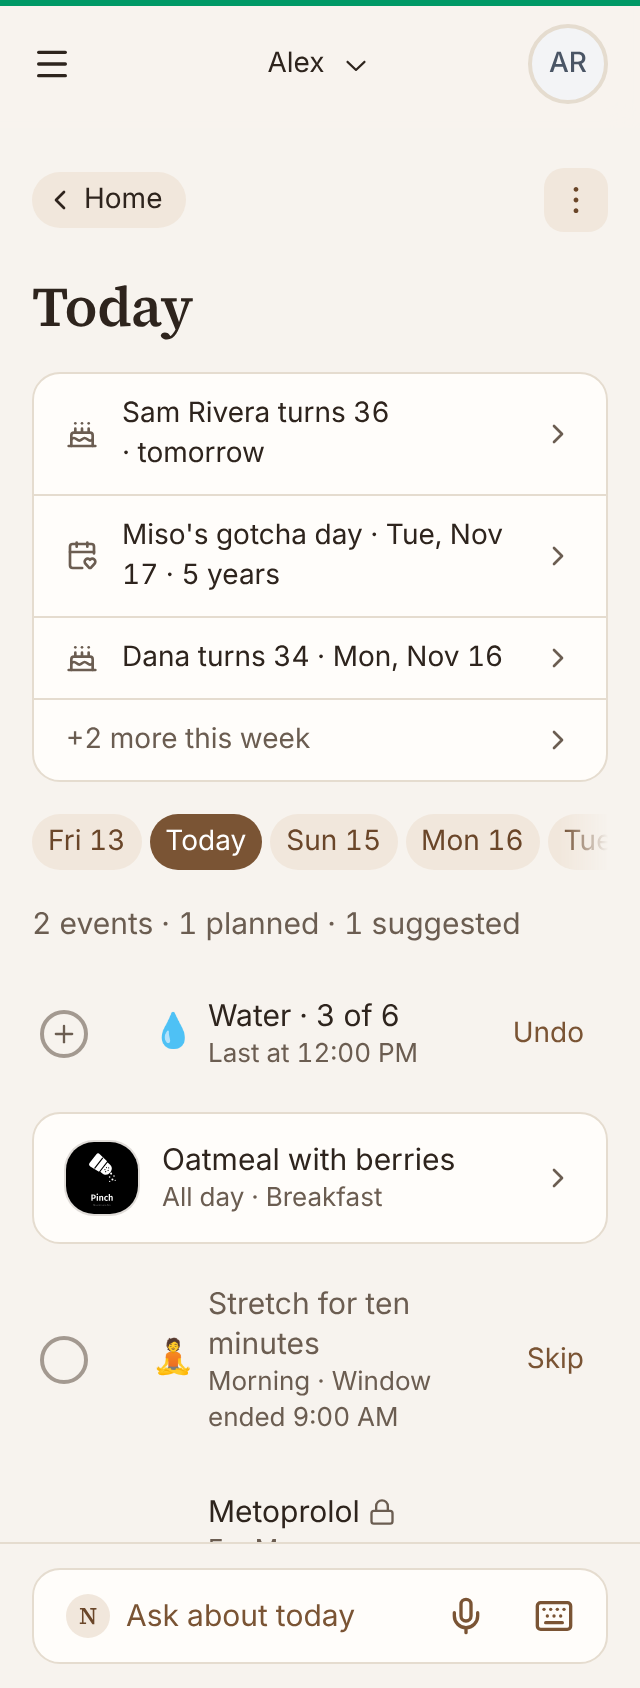 Alex
AR
Home
Today
Sam Rivera turns 36
· tomorrow
Miso's gotcha day · Tue, Nov
17 · 5 years
Dana turns 34 · Mon, Nov 16
+2 more this week
Fri 13
Today
Sun 15
Mon 16
Tue
2 events · 1 planned · 1 suggested
Water · 3 of 6
Last at 12:00 PM
Undo
Pinch
Oatmeal with berries
All day · Breakfast
Stretch for ten
minutes
Morning · Window
ended 9:00 AM
Skip
Metoprolol
N
Ask about today